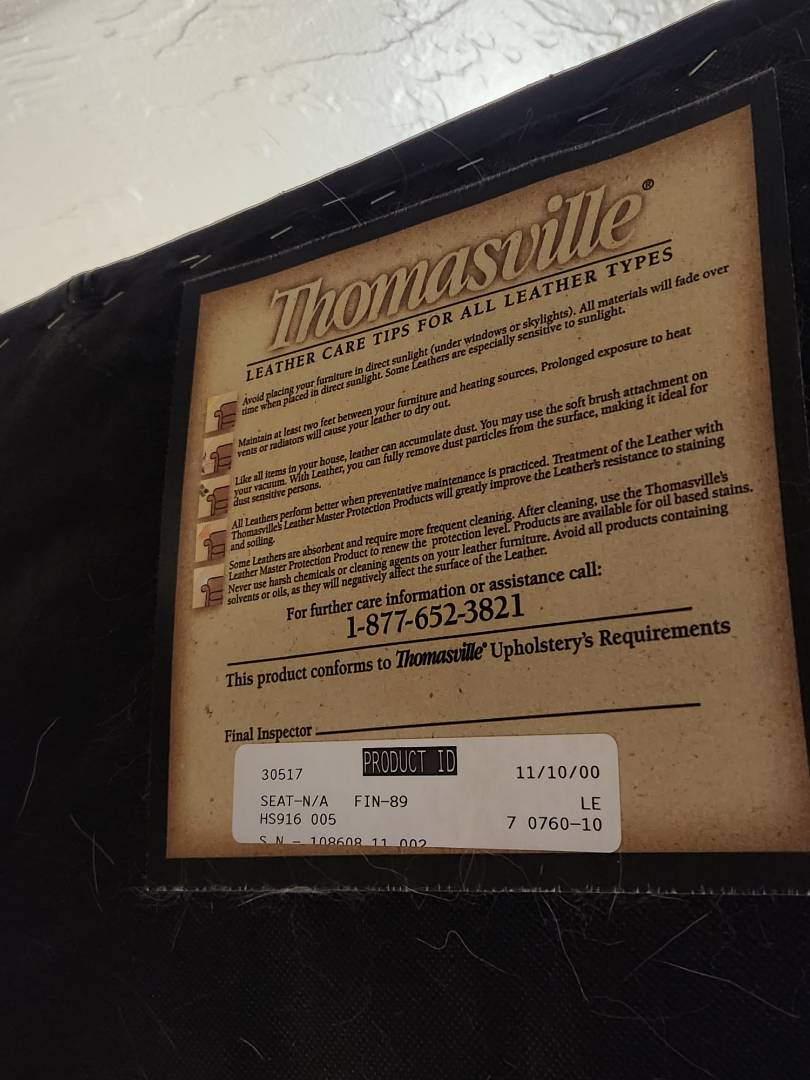 Thomasville®
LEATHER CARE TIPS FOR ALL LEATHER TYPES
Avoid placing your furniture in direct sunlight (under windows or skylights). All materials will fade over
time when placed in direct sunlight. Some Leathers are especially sensitive to sunlight.
Maintain at least two feet between your furniture and heating sources. Prolonged exposure to heat
vents or radiators will cause your leather to dry out.
Like all items in your house, leather can accumulate dust. You may use the soft brush attachment on
your vacuum. With Leather, you can fully remove dust particles from the surface, making it ideal for
dust sensitive persons.
All Leathers perform better when preventative maintenance is practiced. Treatment of the Leather with
Thomasville's Leather Master Protection Products will greatly improve the Leather's resistance to staining
and soiling.
Some Leathers are absorbent and require more frequent cleaning. After cleaning, use the Thomasville's
Leather Master Protection Product to renew the protection level. Products are available for oil based stains.
Never use harsh chemicals or cleaning agents on your leather furniture. Avoid all products containing
solvents or oils, as they will negatively affect the surface of the Leather.
For further care information or assistance call:
1-877-652-3821
This product conforms to Thomasville® Upholstery's Requirements
Final Inspector
30517 PRODUCT ID 11/10/00
SEAT-N/A FIN-89 LE
HS916 005 7 0760-10
S N - 108608 11 002